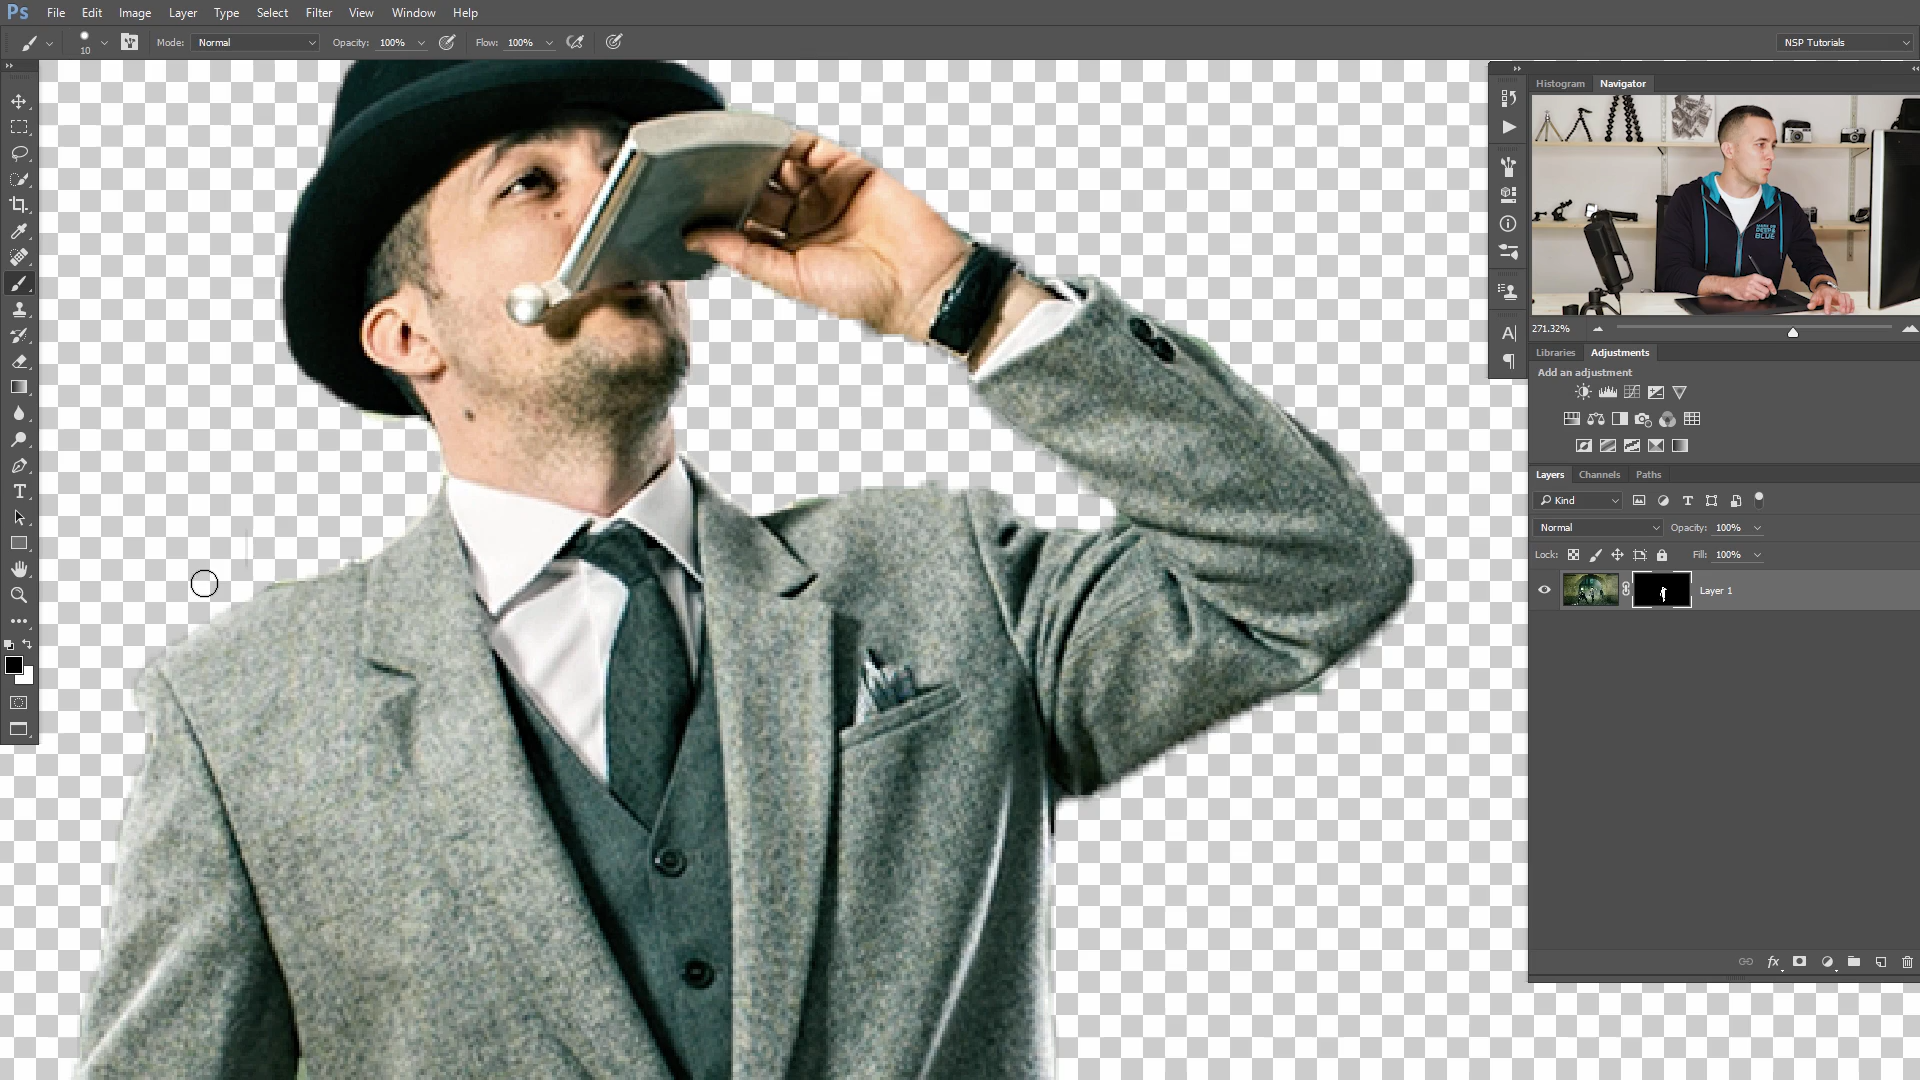 Ps File Edit Image Layer Type Select Filter View Window Help
10 Mode: Normal Opacity: 100% Flow: 100% NSP Tutorials
Histogram Navigator
271.32%
Libraries Adjustments
Add an adjustment
Layers Channels Paths
Kind
Normal Opacity: 100%
Lock: Fill: 100%
Layer 1
fx